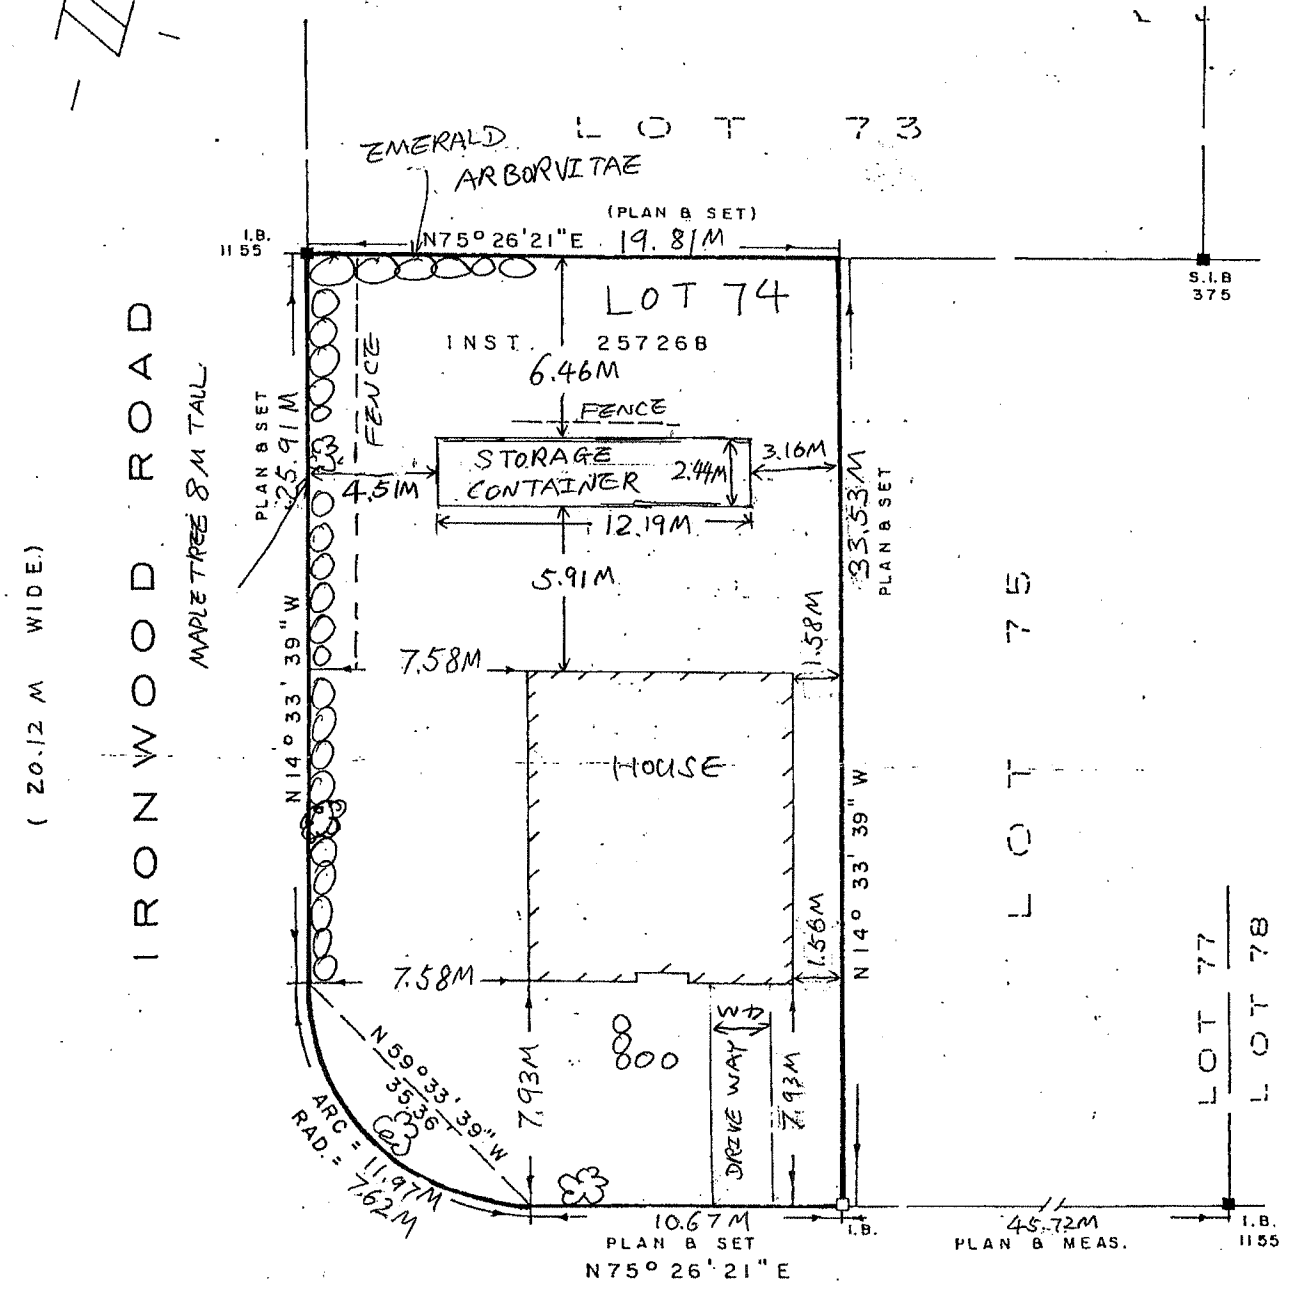 LOT 73
EMERALD
ARBORVITAE
(PLAN & SET)
N75° 26'21"E 19.81M
I.B.
1155
S.I.B
375
LOT 74
INST. 257268
6.46M
FENCE
FENCE
STORAGE
CONTAINER
2.44M
3.16M
4.51M
12.19M
5.91M
PLAN & SET
25.91M
MAPLE TREE 8M TALL
IRONWOOD ROAD
(20.12 M WIDE)
N14° 33' 39" W
33.53M
PLAN & SET
1.58M
7.58M
HOUSE
LOT 75
N14° 33' 39" W
1.56M
7.58M
7.93M
DRIVE WAY
7.93M
N59°33'39"W
35.36
ARC = 11.97M
RAD. = 7.62M
LOT 77
LOT 78
10.67M
PLAN & SET
N75° 26'21"E
I.B.
45.72M
PLAN & MEAS.
I.B.
1155